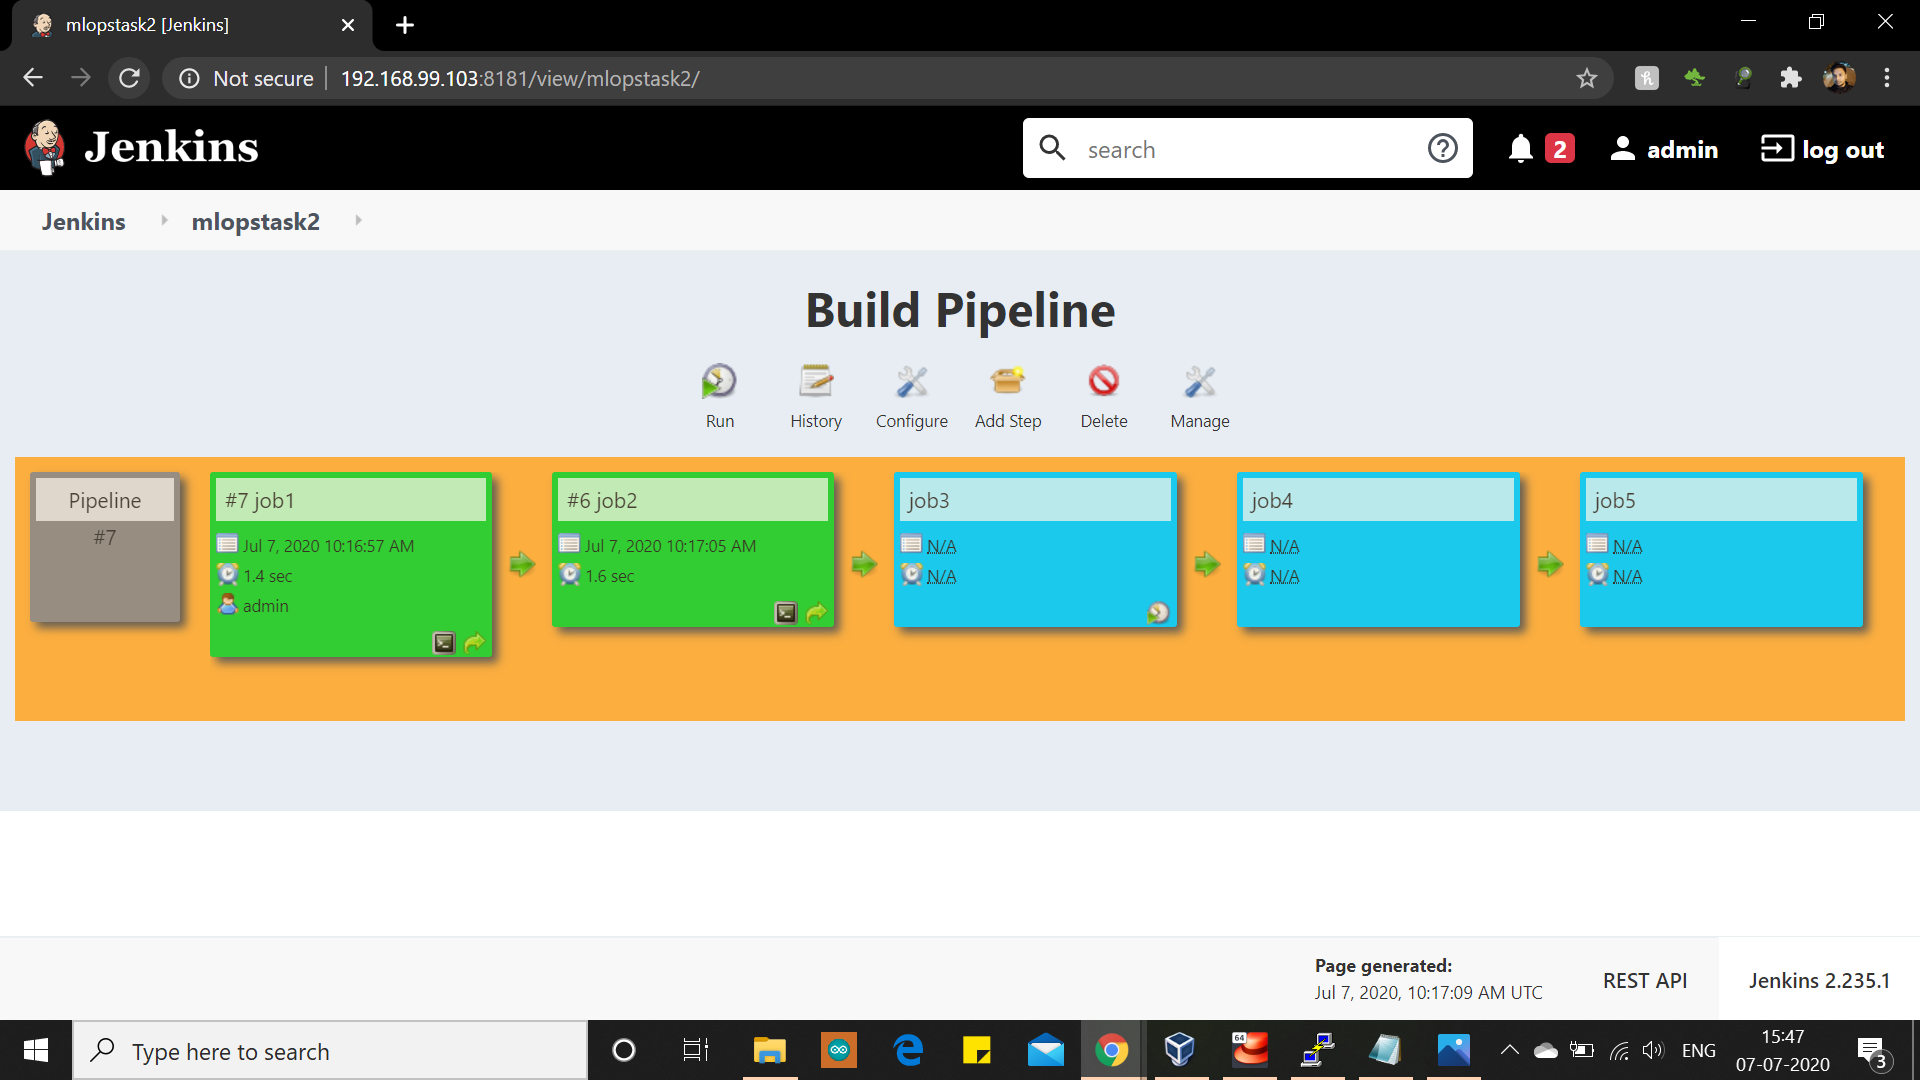 mlopstask2 [Jenkins]
Not secure 192.168.99.103:8181/view/mlopstask2/
Jenkins
search
2
admin
log out
Jenkins
mlopstask2
Build Pipeline
Run
History
Configure
Add Step
Delete
Manage
Pipeline
#7
#7 job1
Jul 7, 2020 10:16:57 AM
1.4 sec
admin
#6 job2
Jul 7, 2020 10:17:05 AM
1.6 sec
job3
N/A
N/A
job4
N/A
N/A
job5
N/A
N/A
Page generated:
Jul 7, 2020, 10:17:09 AM UTC
REST API
Jenkins 2.235.1
Type here to search
64
ENG
15:47
07-07-2020
3